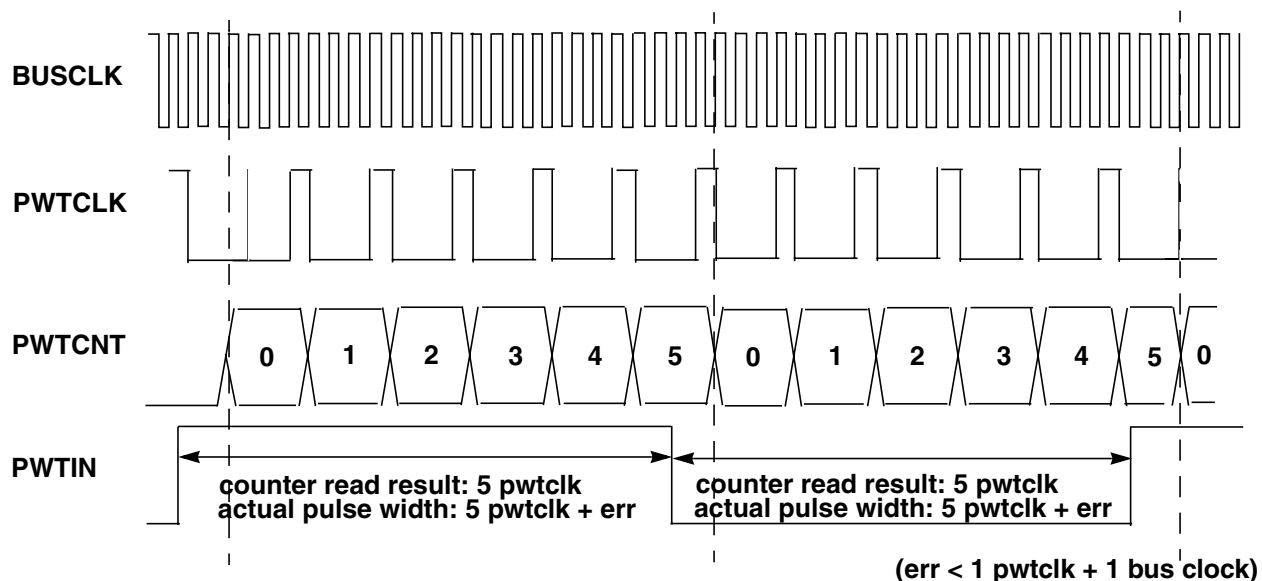 BUSCLK
PWTCLK
PWTCNT
0 1 2 3 4 5 0 1 2 3 4 5 0
PWTIN
counter read result: 5 pwtclk
actual pulse width: 5 pwtclk + err
counter read result: 5 pwtclk
actual pulse width: 5 pwtclk + err
(err < 1 pwtclk + 1 bus clock)